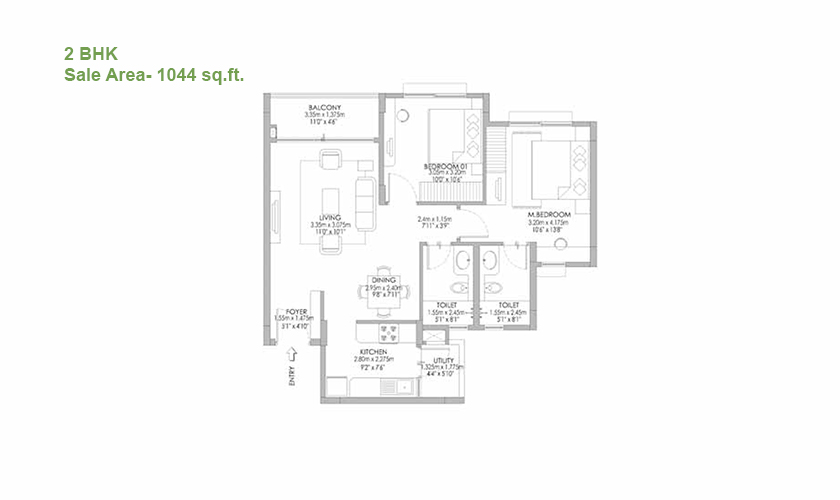 2 BHK
Sale Area- 1044 sq.ft.
BALCONY
3.35m x 1.375m
11'0" x 4'6"
BEDROOM 01
3.05m x 3.20m
10'0" x 10'6"
M.BEDROOM
3.20m x 4.175m
10'6" x 13'8"
LIVING
3.35m x 3.075m
11'0" x 10'1"
2.4m x 1.15m
7'11" x 3'9"
DINING
2.95m x 2.40m
9'8" x 7'11"
FOYER
1.55m x 1.475m
3'1" x 4'10"
TOILET
1.55m x 2.45m
5'1" x 8'1"
TOILET
1.55m x 2.45m
5'1" x 8'1"
KITCHEN
2.80m x 2.275m
9'2" x 7'6"
UTILITY
1.325m x 1.775m
4'4" x 5'10"
ENTRY